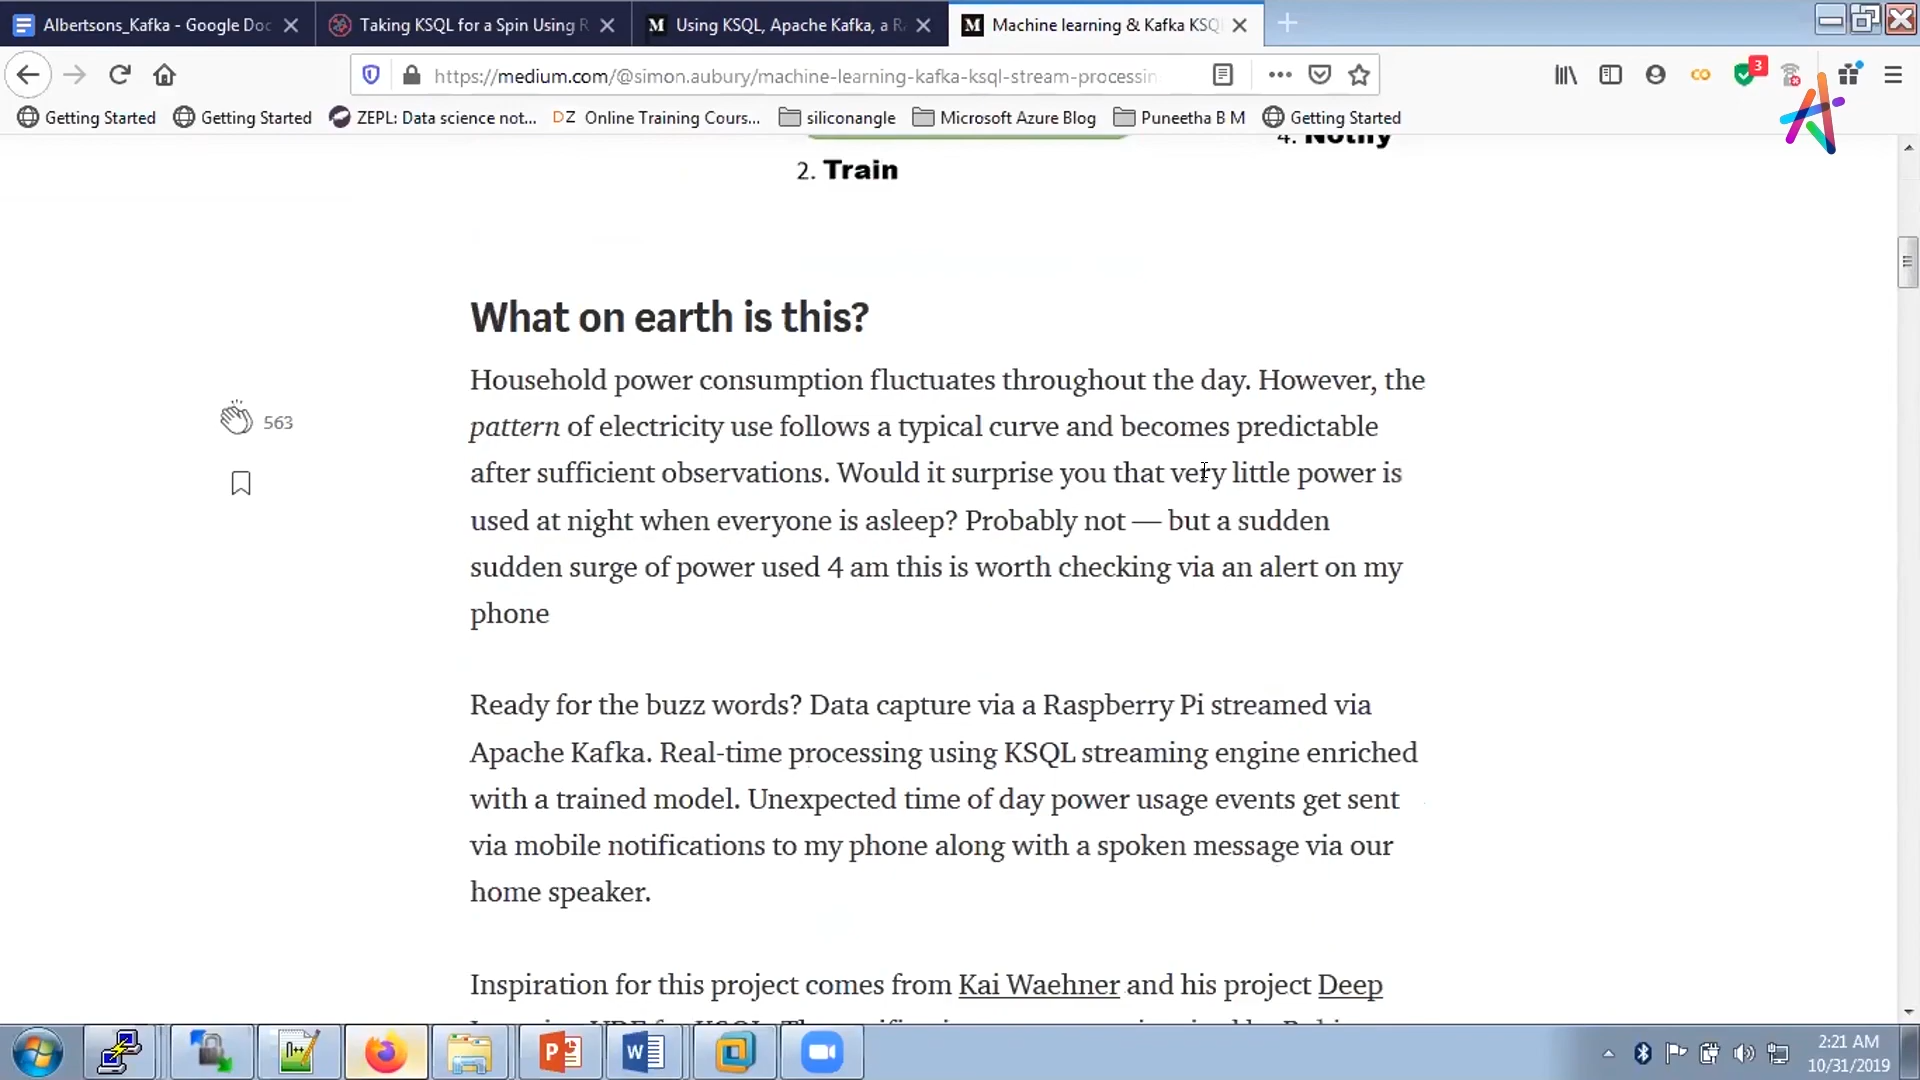 Albertsons_Kafka - Google Doc
Taking KSQL for a Spin Using R
Using KSQL, Apache Kafka, a Ra
Machine learning & Kafka KSQL
https://medium.com/@simon.aubury/machine-learning-kafka-ksql-stream-processin
3
Getting Started
Getting Started
ZEPL: Data science not...
DZ Online Training Cours...
siliconangle
Microsoft Azure Blog
Puneetha B M
Getting Started
4. Notify
2. Train
What on earth is this?
Household power consumption fluctuates throughout the day. However, the
pattern of electricity use follows a typical curve and becomes predictable
after sufficient observations. Would it surprise you that very little power is
used at night when everyone is asleep? Probably not — but a sudden
sudden surge of power used 4 am this is worth checking via an alert on my
phone
563
Ready for the buzz words? Data capture via a Raspberry Pi streamed via
Apache Kafka. Real-time processing using KSQL streaming engine enriched
with a trained model. Unexpected time of day power usage events get sent
via mobile notifications to my phone along with a spoken message via our
home speaker.
Inspiration for this project comes from Kai Waehner and his project Deep
2:21 AM
10/31/2019